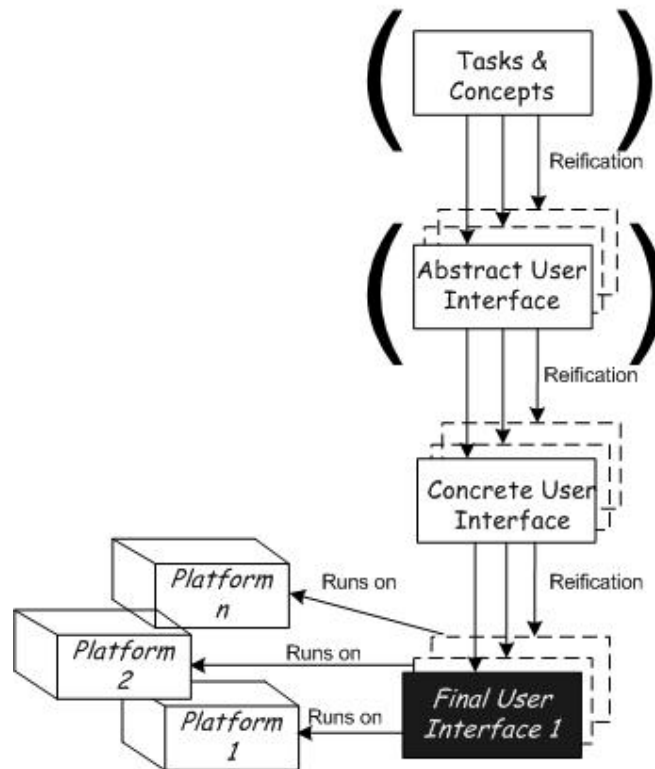 Tasks &
Concepts
Reification
Abstract User
Interface
Reification
Concrete User
Interface
Reification
Platform
n
Runs on
Platform
2
Runs on
Platform
1
Runs on
Final User
Interface 1